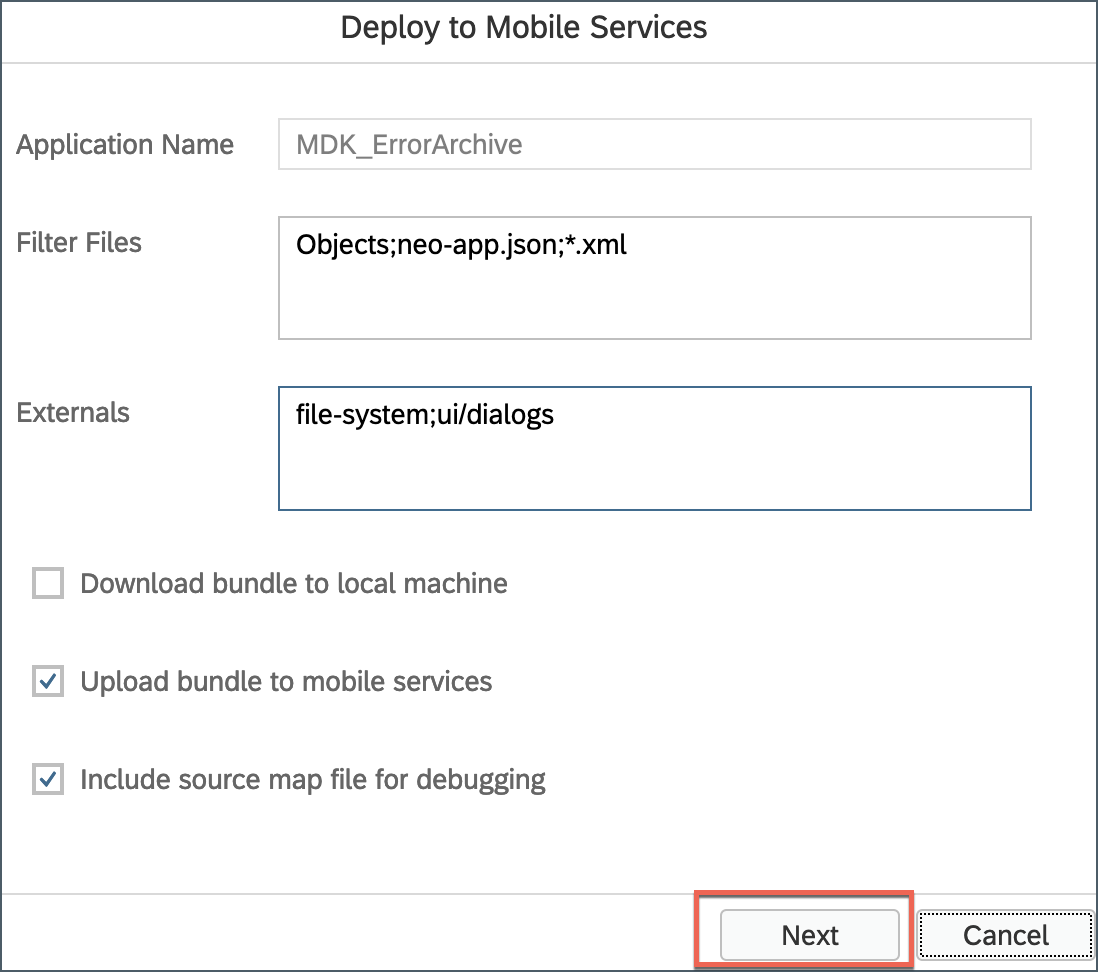 Deploy to Mobile Services
Application Name
MDK_ErrorArchive
Filter Files
Objects;neo-app.json;*.xml
Externals
file-system;ui/dialogs
Download bundle to local machine
Upload bundle to mobile services
Include source map file for debugging
Next
Cancel